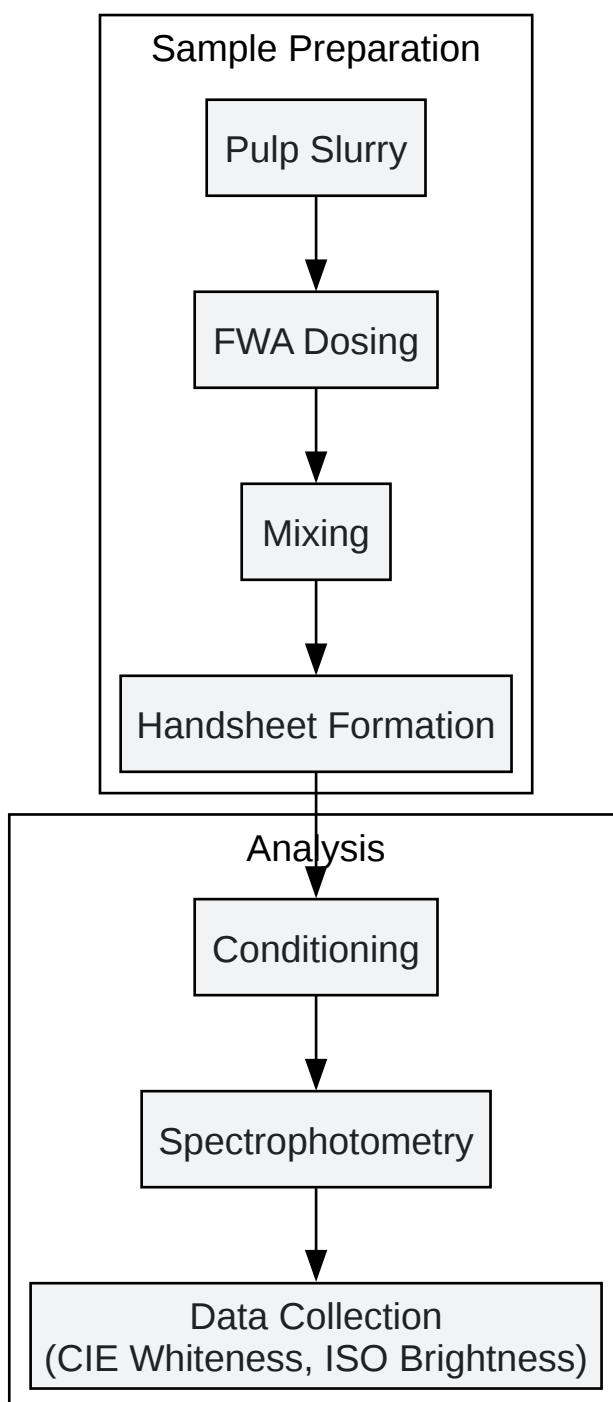 Sample Preparation
Pulp Slurry
FWA Dosing
Mixing
Handsheet Formation
Analysis
Conditioning
Spectrophotometry
Data Collection
(CIE Whiteness, ISO Brightness)